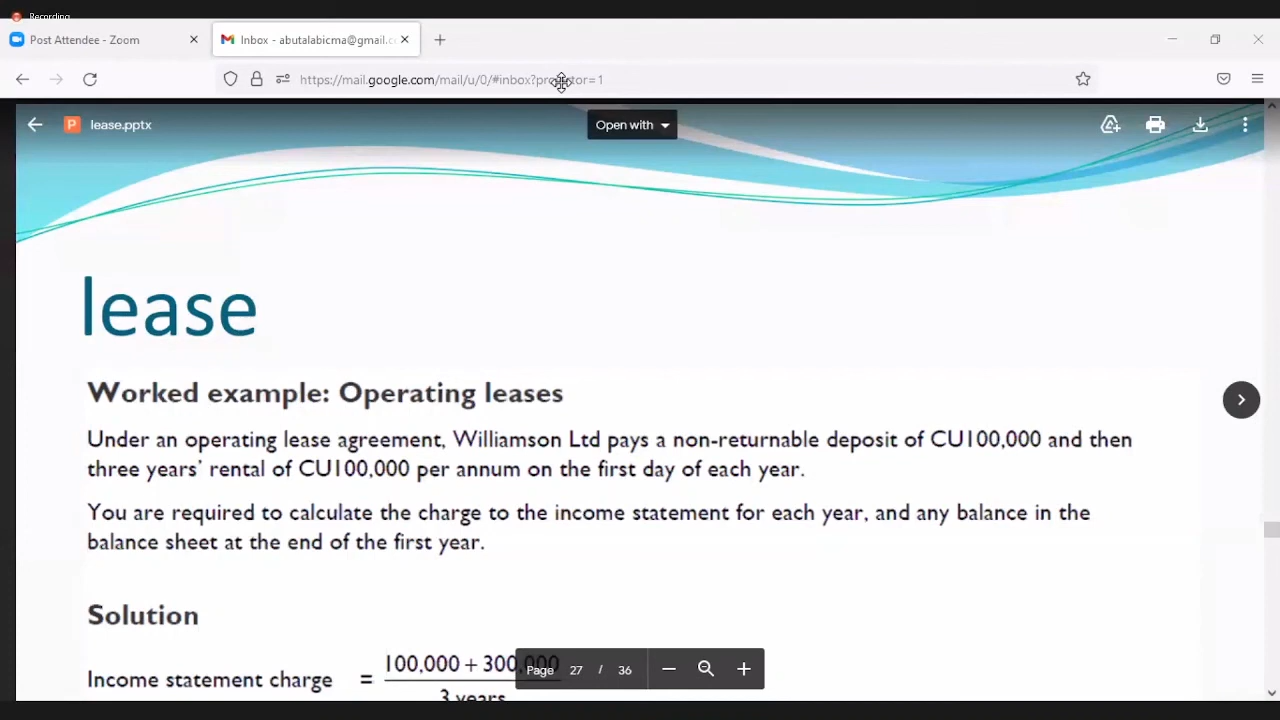 Recording
Post Attendee - Zoom
Inbox - abutalabicma@gmail.c
https://mail.google.com/mail/u/0/#inbox?projector=1
lease.pptx
Open with
lease
Worked example: Operating leases
Under an operating lease agreement, Williamson Ltd pays a non-returnable deposit of CU100,000 and then
three years' rental of CU100,000 per annum on the first day of each year.
You are required to calculate the charge to the income statement for each year, and any balance in the
balance sheet at the end of the first year.
Solution
Income statement charge =
100,000 + 300,000
3 years
Page 27 / 36